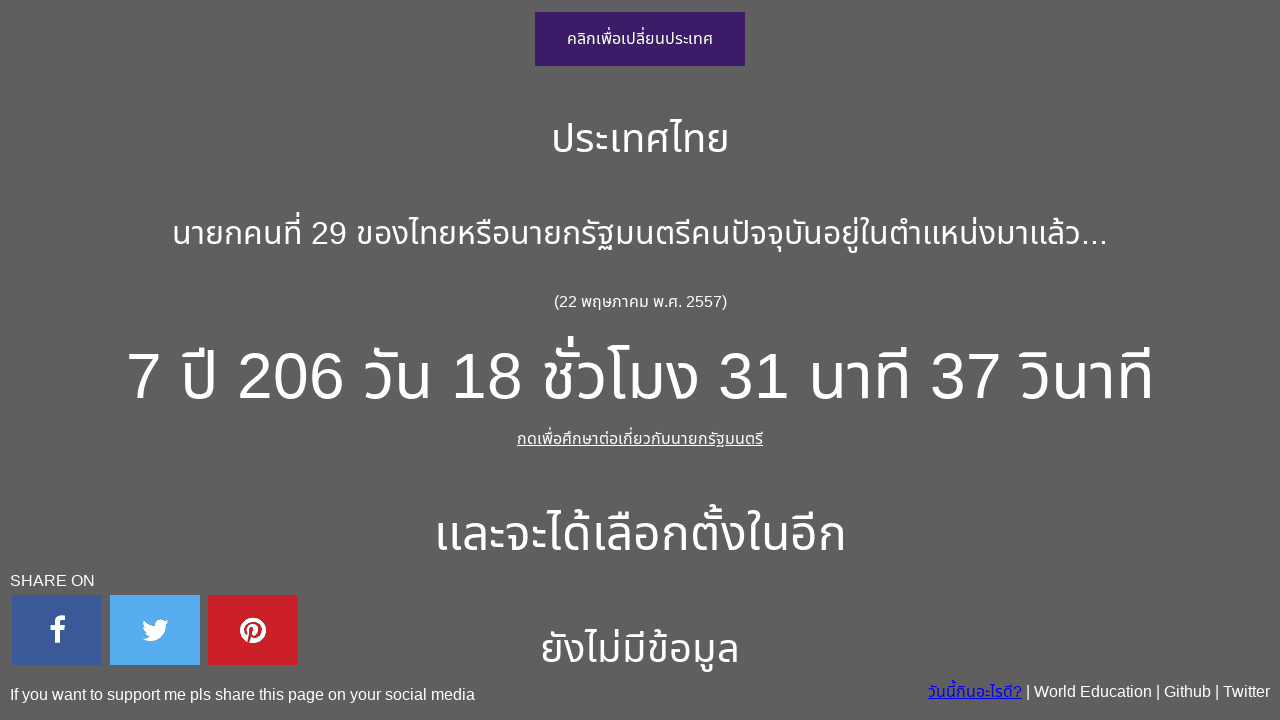 คลิกเพื่อเปลี่ยนประเทศ
ประเทศไทย
นายกคนที่ 29 ของไทยหรือนายกรัฐมนตรีคนปัจจุบันอยู่ในตำแหน่งมาแล้ว...
(22 พฤษภาคม พ.ศ. 2557)
7 ปี 206 วัน 18 ชั่วโมง 31 นาที 37 วินาที
กดเพื่อศึกษาต่อเกี่ยวกับนายกรัฐมนตรี
และจะได้เลือกตั้งในอีก
ยังไม่มีข้อมูล
SHARE ON
If you want to support me pls share this page on your social media
วันนี้กินอะไรดี? | World Education | Github | Twitter